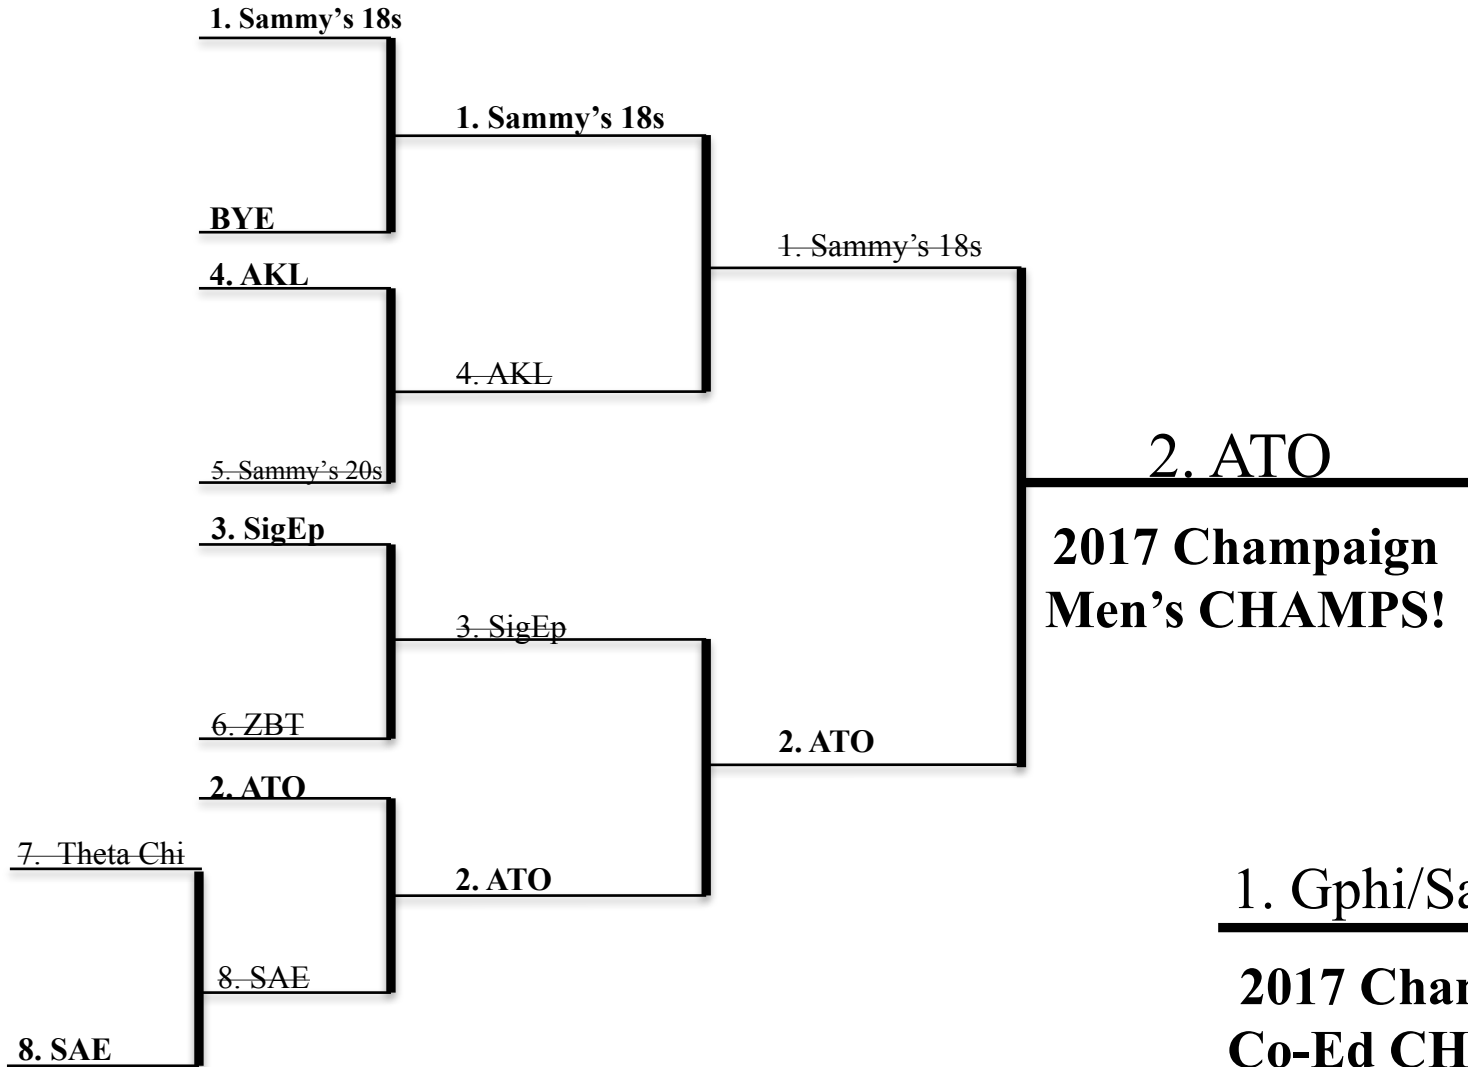 1. Sammy’s 18s
BYE
4. AKL
5. Sammy’s 20s
3. SigEp
6. ZBT
2. ATO
7. Theta Chi
8. SAE
8. SAE
1. Sammy’s 18s
4. AKL
3. SigEp
2. ATO
1. Sammy’s 18s
2. ATO
2. ATO
2017 Champaign
Men’s CHAMPS!
1. Gphi/Sa
2017 Cha
Co-Ed CH